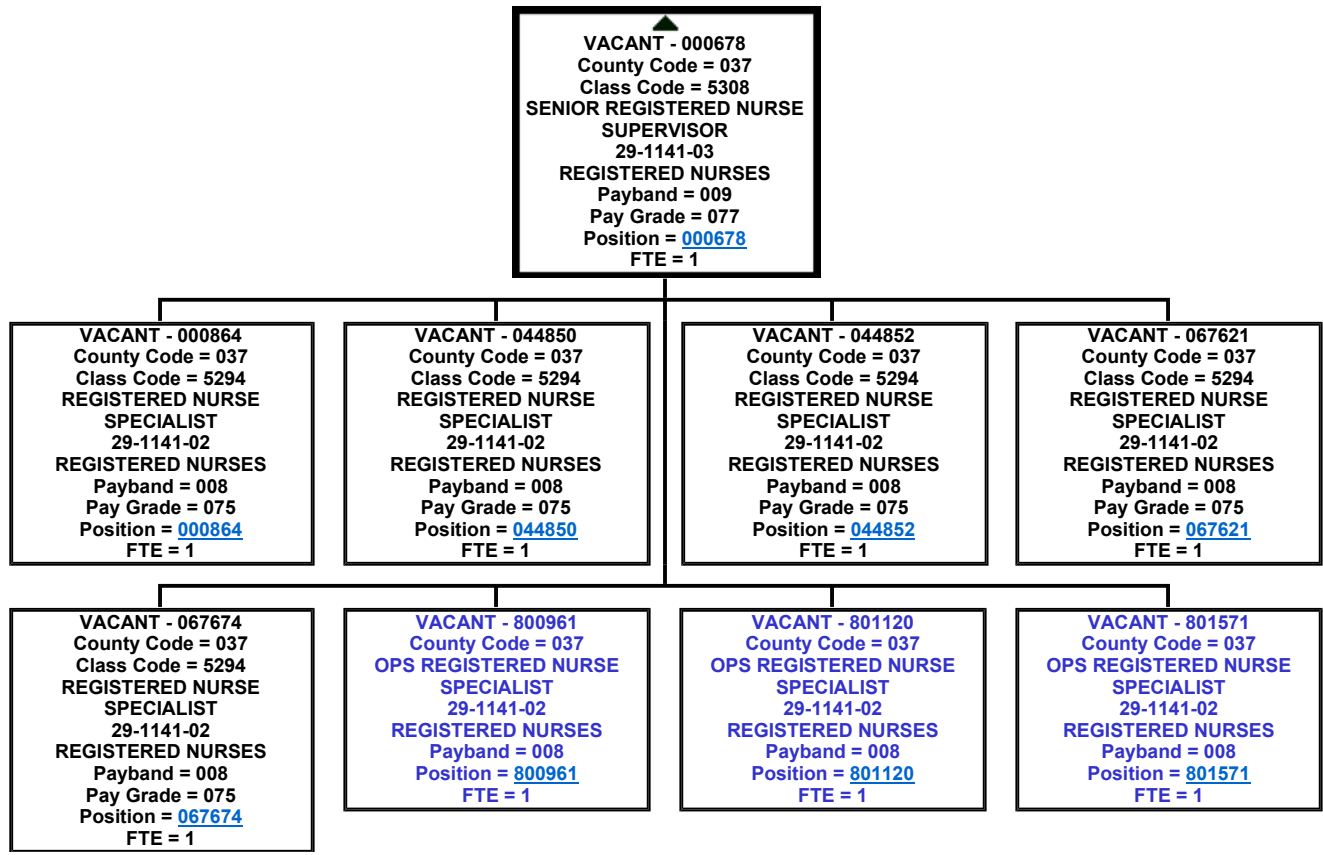 VACANT - 000678
County Code = 037
Class Code = 5308
SENIOR REGISTERED NURSE
SUPERVISOR
29-1141-03
REGISTERED NURSES
Payband = 009
Pay Grade = 077
Position = 000678
FTE = 1
VACANT - 000864
County Code = 037
Class Code = 5294
REGISTERED NURSE
SPECIALIST
29-1141-02
REGISTERED NURSES
Payband = 008
Pay Grade = 075
Position = 000864
FTE = 1
VACANT - 044850
County Code = 037
Class Code = 5294
REGISTERED NURSE
SPECIALIST
29-1141-02
REGISTERED NURSES
Payband = 008
Pay Grade = 075
Position = 044850
FTE = 1
VACANT - 044852
County Code = 037
Class Code = 5294
REGISTERED NURSE
SPECIALIST
29-1141-02
REGISTERED NURSES
Payband = 008
Pay Grade = 075
Position = 044852
FTE = 1
VACANT - 067621
County Code = 037
Class Code = 5294
REGISTERED NURSE
SPECIALIST
29-1141-02
REGISTERED NURSES
Payband = 008
Pay Grade = 075
Position = 067621
FTE = 1
VACANT - 067674
County Code = 037
Class Code = 5294
REGISTERED NURSE
SPECIALIST
29-1141-02
REGISTERED NURSES
Payband = 008
Pay Grade = 075
Position = 067674
FTE = 1
VACANT - 800961
County Code = 037
OPS REGISTERED NURSE
SPECIALIST
29-1141-02
REGISTERED NURSES
Payband = 008
Position = 800961
FTE = 1
VACANT - 801120
County Code = 037
OPS REGISTERED NURSE
SPECIALIST
29-1141-02
REGISTERED NURSES
Payband = 008
Position = 801120
FTE = 1
VACANT - 801571
County Code = 037
OPS REGISTERED NURSE
SPECIALIST
29-1141-02
REGISTERED NURSES
Payband = 008
Position = 801571
FTE = 1